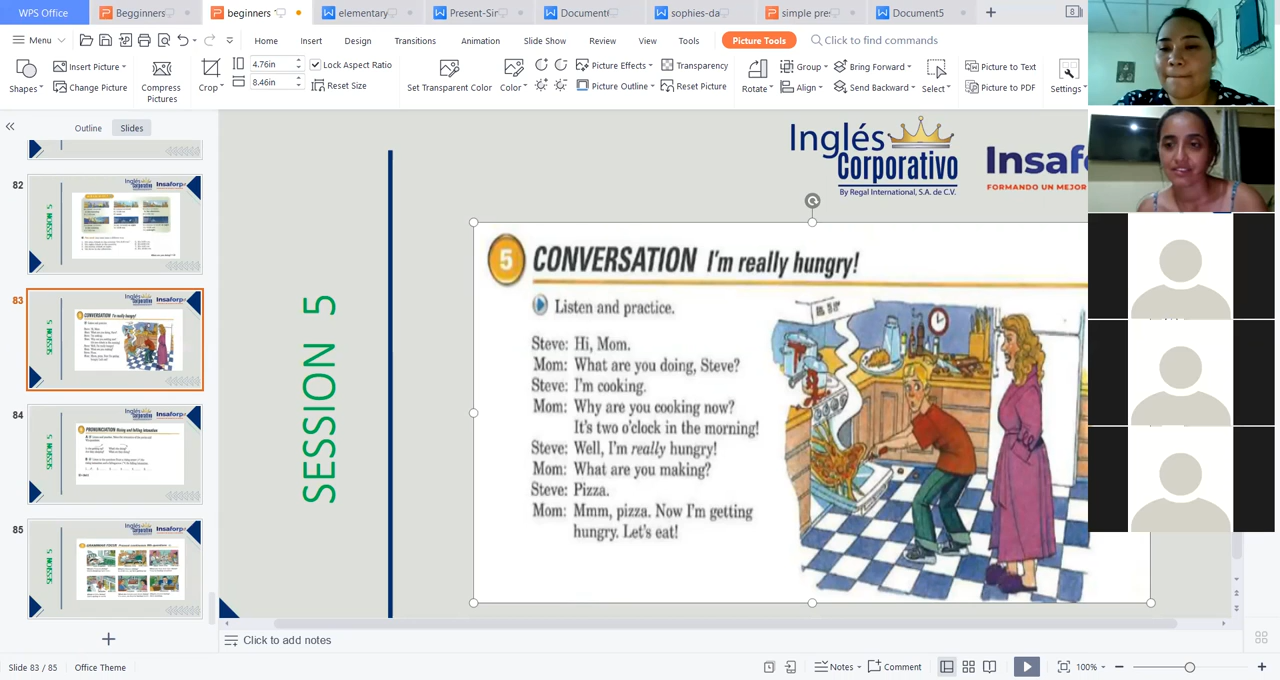 WPS Office
Begginners
beginners
elementary
Present-Sin
Document
sophies-da
simple pre
Document5
8
Menu
Home
Insert
Design
Transitions
Animation
Slide Show
Review
View
Tools
Picture Tools
Click to find commands
Insert Picture
Change Picture
Shapes
Compress
Pictures
Crop
4.76in
8.46in
Lock Aspect Ratio
Reset Size
Set Transparent Color
Color
Picture Effects
Picture Outline
Transparency
Reset Picture
Rotate
Group
Align
Bring Forward
Send Backward
Select
Picture to Text
Picture to PDF
Settings
Outline
Slides
82
83
84
85
SESSION 5
Inglés
Corporativo
By Regal International, S.A. de C.V.
Insaf
FORMANDO UN MEJOR
5 CONVERSATION I'm really hungry!
Listen and practice.
Steve: Hi, Mom.
Mom: What are you doing, Steve?
Steve: I'm cooking.
Mom: Why are you cooking now?
It's two o'clock in the morning!
Steve: Well, I'm really hungry!
Mom: What are you making?
Steve: Pizza.
Mom: Mmm, pizza. Now I'm getting
hungry. Let's eat!
Click to add notes
Slide 83 / 85
Office Theme
Notes
Comment
100%